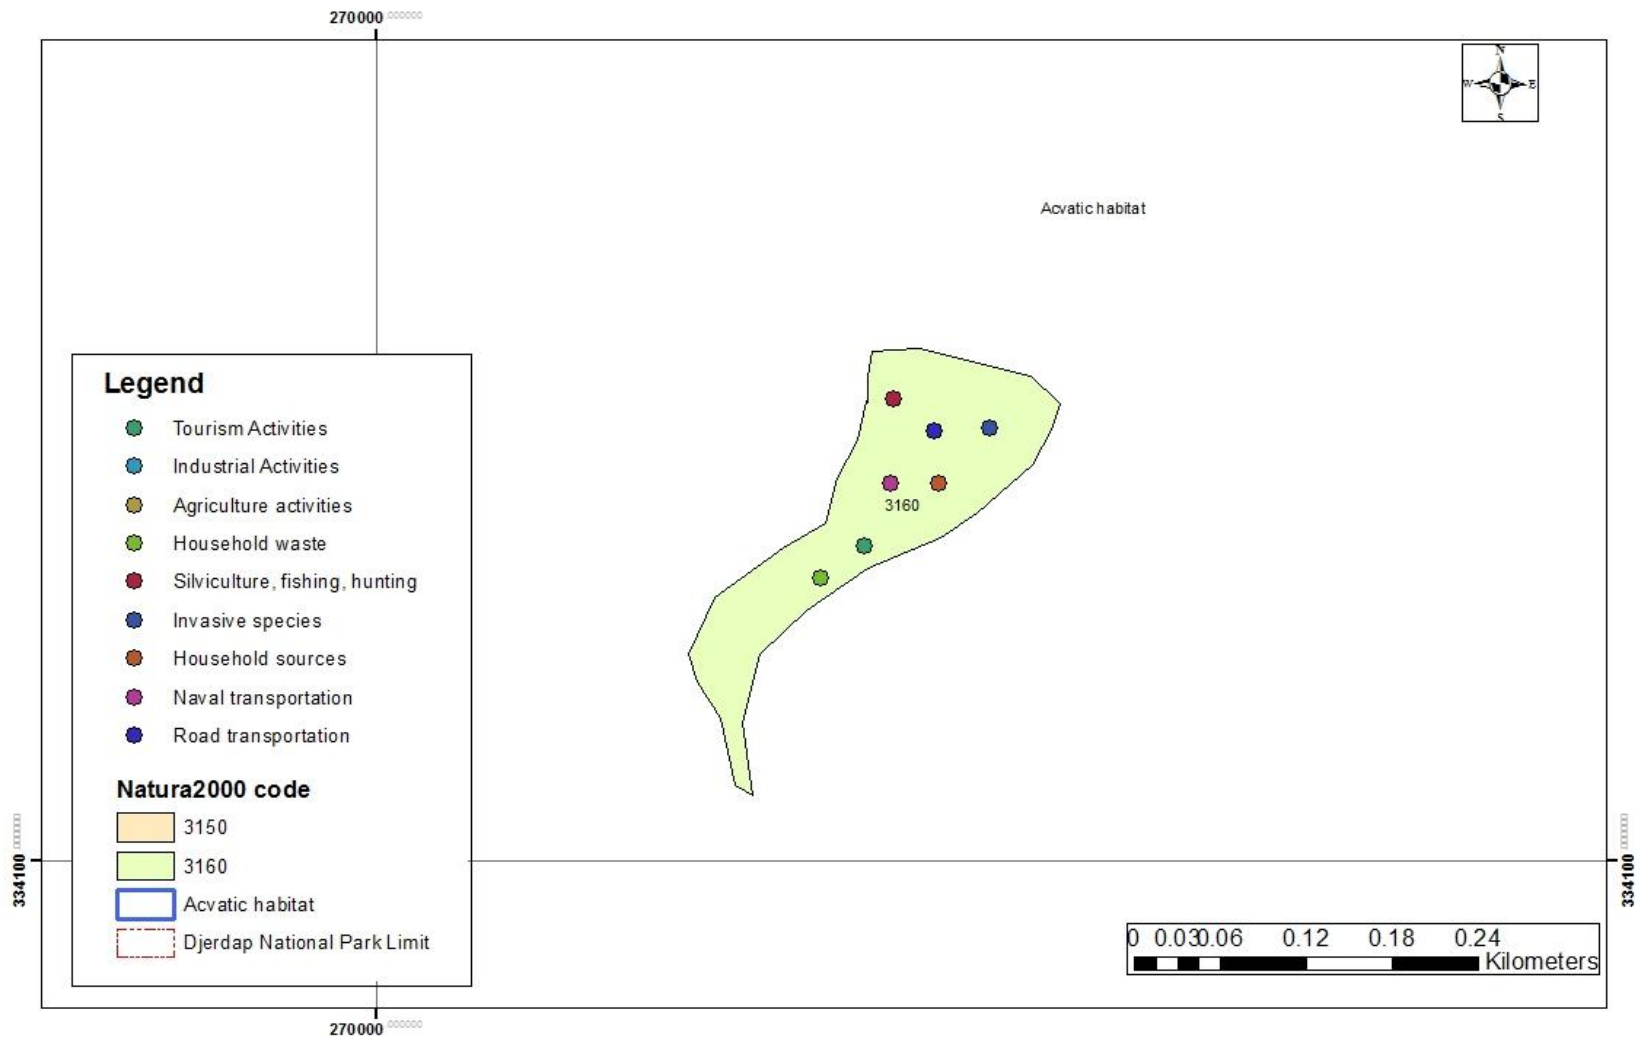 270000
N
W E
S
Acvatic habitat
3160
Legend
Tourism Activities
Industrial Activities
Agriculture activities
Household waste
Silviculture, fishing, hunting
Invasive species
Household sources
Naval transportation
Road transportation
Natura2000 code
3150
3160
Acvatic habitat
Djerdap National Park Limit
334100
334100
0 0.03 0.06 0.12 0.18 0.24
Kilometers
270000